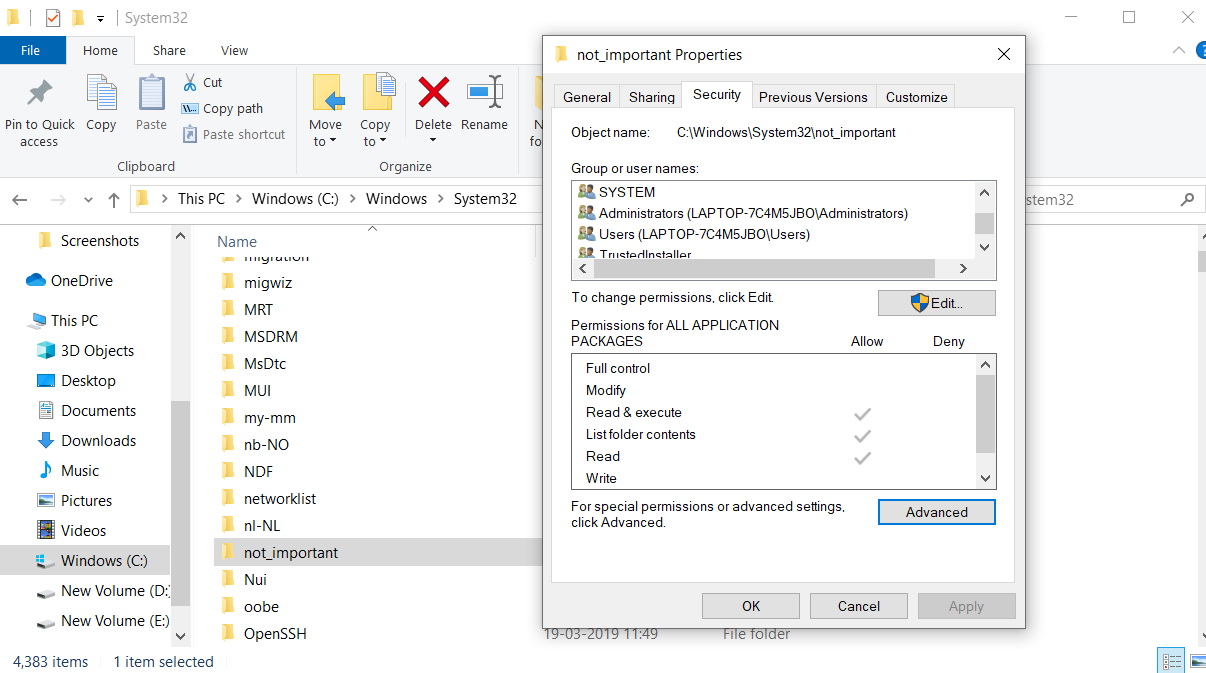 System32
File Home Share View
Pin to Quick access
Copy
Paste
Cut
Copy path
Paste shortcut
Clipboard
Move to
Copy to
Delete
Rename
Organize
N
fo
This PC > Windows (C:) > Windows > System32
stem32
Screenshots
OneDrive
This PC
3D Objects
Desktop
Documents
Downloads
Music
Pictures
Videos
Windows (C:)
New Volume (D:)
New Volume (E:)
Name
migration
migwiz
MRT
MSDRM
MsDtc
MUI
my-mm
nb-NO
NDF
networklist
nl-NL
not_important
Nui
oobe
OpenSSH 19-03-2019 11:49 File folder
4,383 items 1 item selected
not_important Properties
General Sharing Security Previous Versions Customize
Object name: C:\Windows\System32\not_important
Group or user names:
SYSTEM
Administrators (LAPTOP-7C4M5JBO\Administrators)
Users (LAPTOP-7C4M5JBO\Users)
TrustedInstaller
To change permissions, click Edit.
Edit...
Permissions for ALL APPLICATION
PACKAGES Allow Deny
Full control
Modify
Read & execute
List folder contents
Read
Write
For special permissions or advanced settings,
click Advanced.
Advanced
OK Cancel Apply